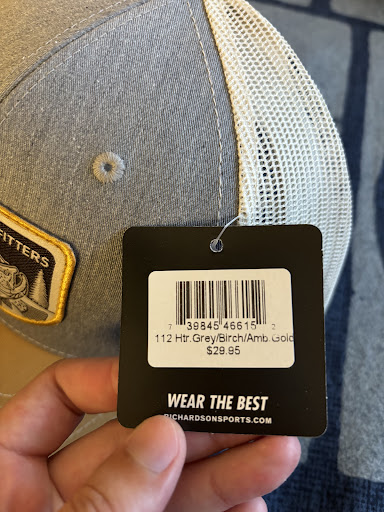 FITTERS
7 39845 46615 2
112 Htr.Grey/Birch/Amb.Gold
$29.95
WEAR THE BEST
RICHARDSONSPORTS.COM